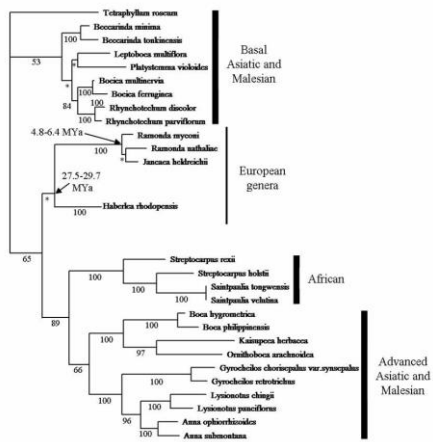 Tetraphyllum roseum
Beccarinda minima
100
Beccarinda tonkinensis
53
Leptoboea multiflora
*
Platystemma violoides
*
Boeica multinervia
100
100
Boeica ferruginea
84
Rhynchotechum discolor
100
Rhynchotechum parviflorum
Basal
Asiatic and
Malesian
4.8-6.4 MYa
Ramonda myconi
100
Ramonda nathaliae
*
Jancaea heldreichii
27.5-29.7
MYa
*
Haberlea rhodopensis
100
European
genera
65
Streptocarpus rexii
100
Streptocarpus holstii
100
Saintpaulia tongwensis
100
Saintpaulia velutina
African
89
Boea hygrometrica
100
Boea philippinensis
100
Kaisupeea herbacea
97
Ornithoboea arachnoidea
66
Gyrocheilos chorisepalus var.synsepalus
100
Gyrocheilos retrotrichus
100
Lysionotus chingii
100
Lysionotus pauciflorus
96
Anna ophiorrhizoides
100
Anna submontana
Advanced
Asiatic and
Malesian